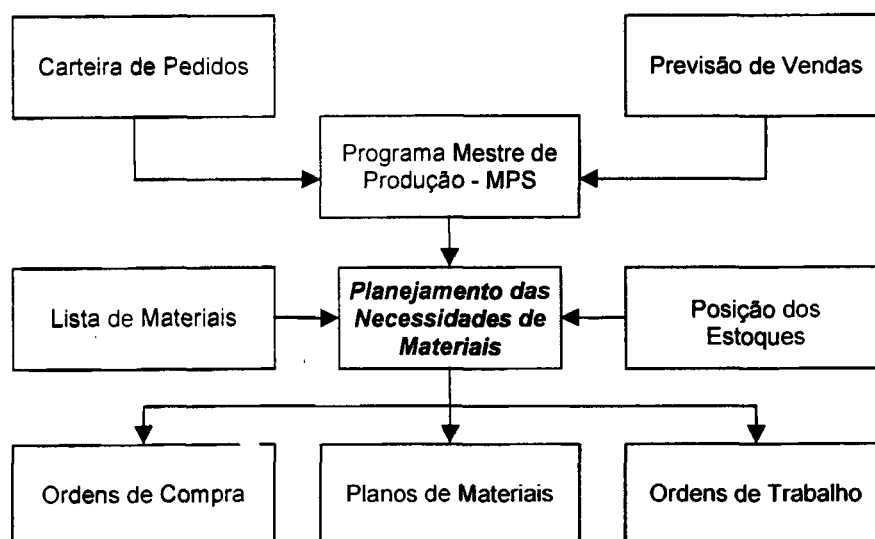 Carteira de Pedidos
Previsão de Vendas
Programa Mestre de
Produção - MPS
Lista de Materiais
Planejamento das
Necessidades de
Materiais
Posição dos
Estoques
Ordens de Compra
Planos de Materiais
Ordens de Trabalho